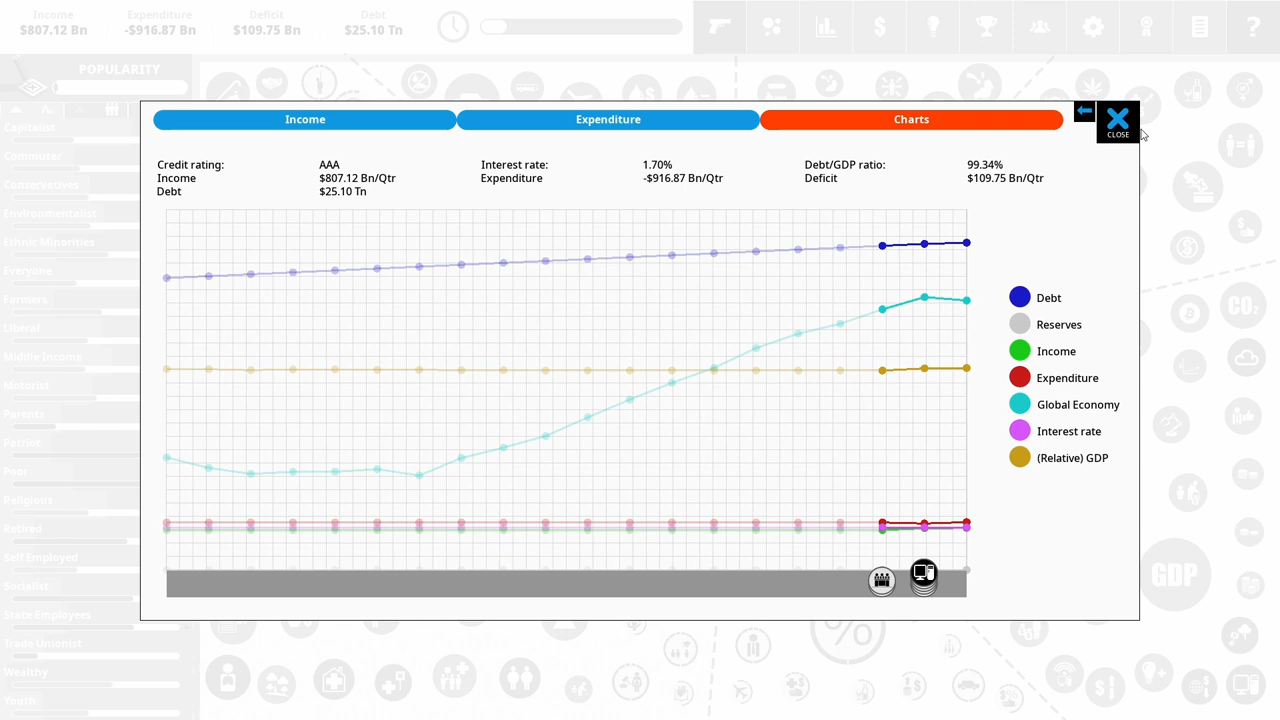 Income Expenditure Deficit Debt
$807.12 Bn -$916.87 Bn $109.75 Bn $25.10 Tn
POPULARITY
Income Expenditure Charts
CLOSE
Credit rating: AAA Interest rate: 1.70% Debt/GDP ratio: 99.34%
Income $807.12 Bn/Qtr Expenditure -$916.87 Bn/Qtr Deficit $109.75 Bn/Qtr
Debt $25.10 Tn
Debt
Reserves
Income
Expenditure
Global Economy
Interest rate
(Relative) GDP
Capitalist
Commuter
Conservatives
Environmentalist
Ethnic Minorities
Everyone
Farmers
Liberal
Middle Income
Motorist
Parents
Patriot
Poor
Religious
Retired
Self Employed
Socialist
State Employees
Trade Unionist
Wealthy
Youth
CO₂
GDP